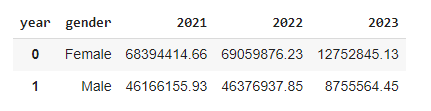 year gender 2021 2022 2023
0 Female 68394414.66 69059876.23 12752845.13
1 Male 46166155.93 46376937.85 8755564.45